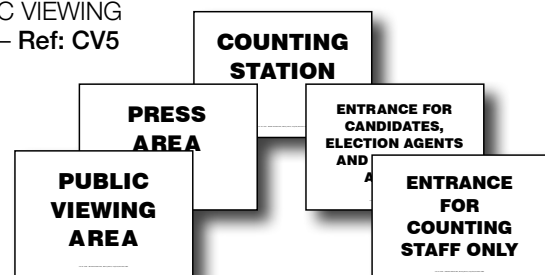 C VIEWING
– Ref: CV5
COUNTING
STATION
PRESS
AREA
ENTRANCE FOR
CANDIDATES,
ELECTION AGENTS
AND
PUBLIC
VIEWING
AREA
ENTRANCE
FOR
COUNTING
STAFF ONLY